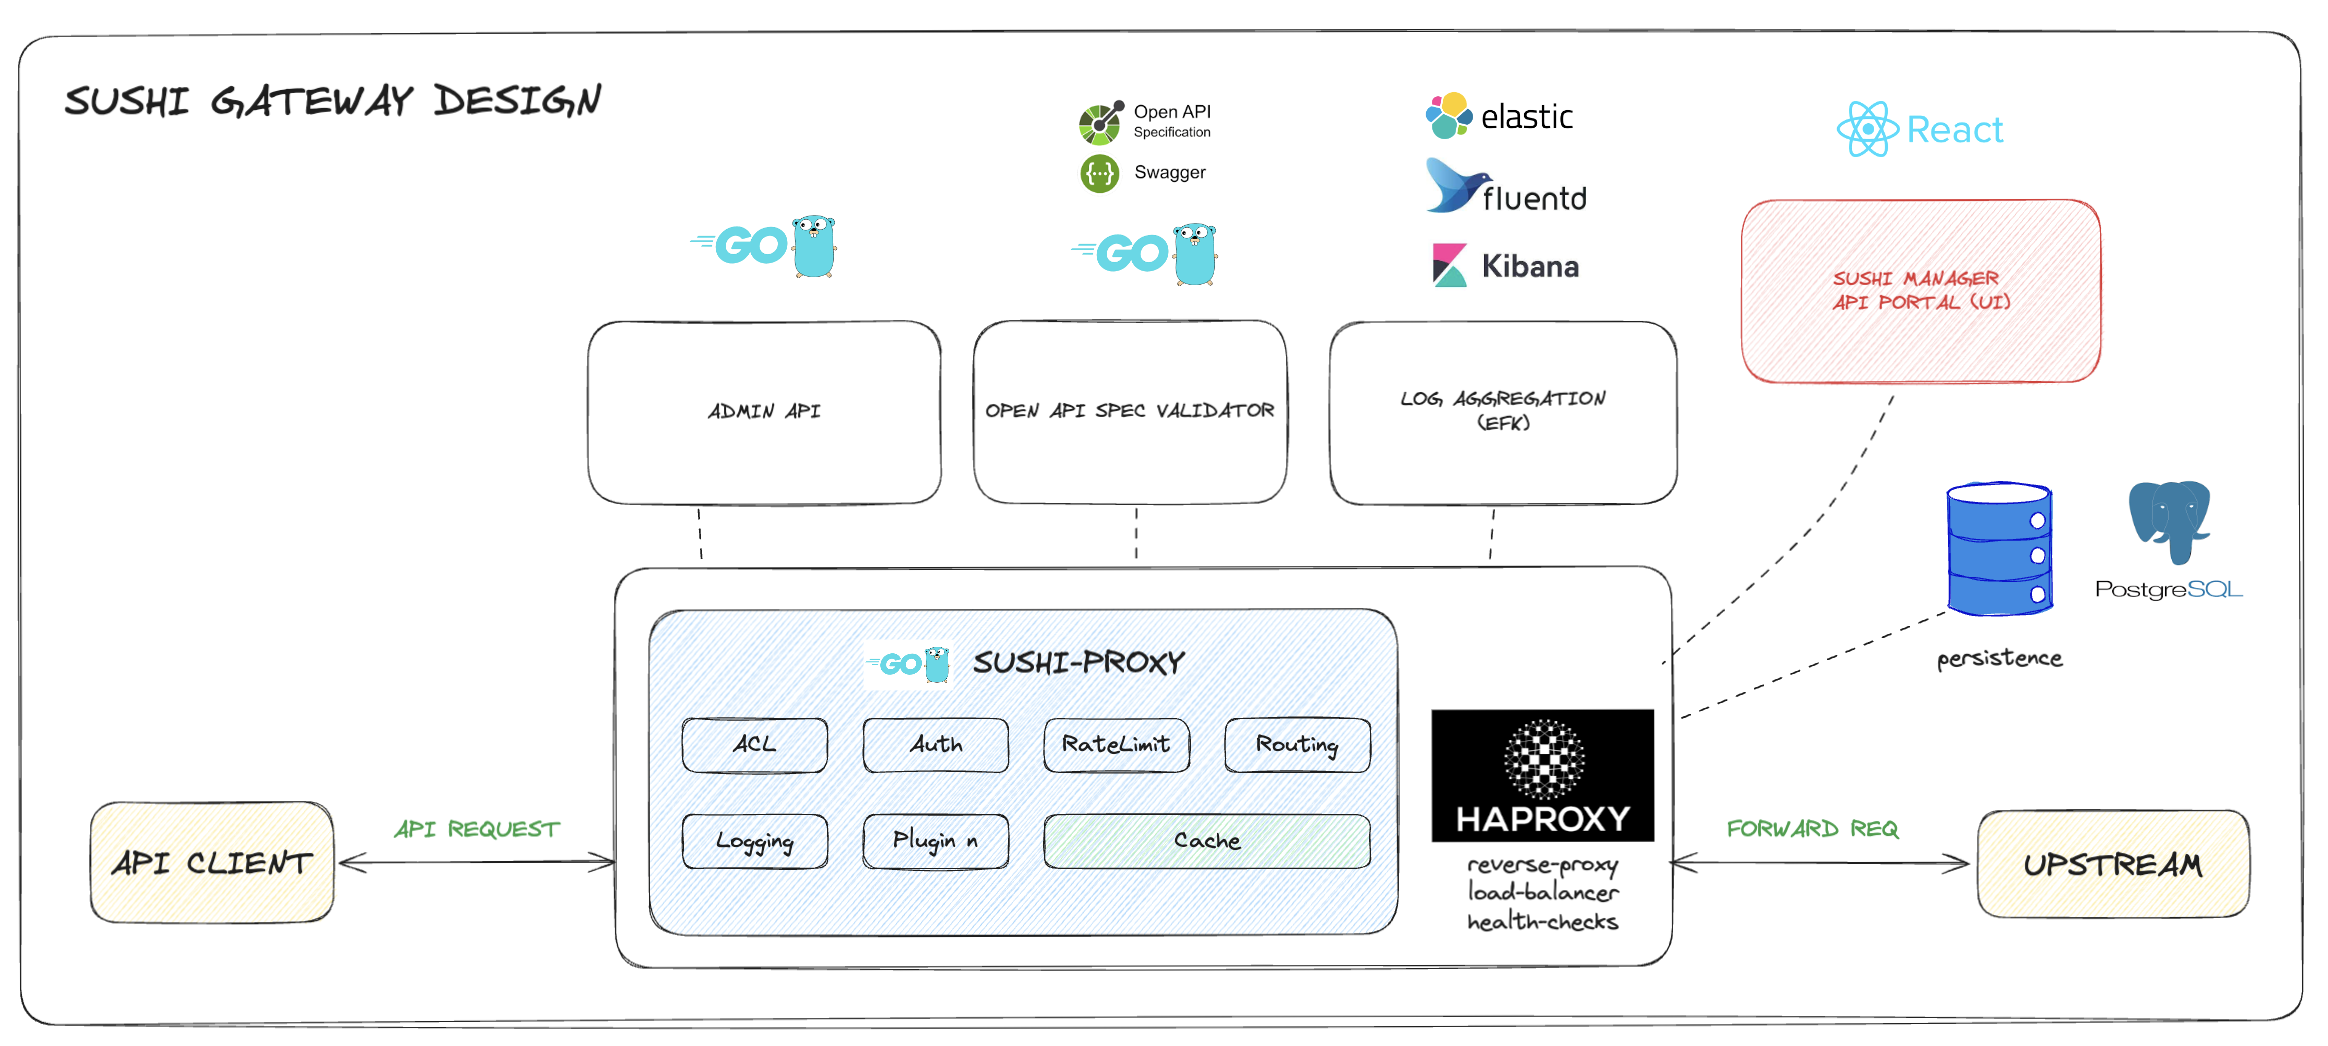 SUSHI GATEWAY DESIGN
Open API
Specification
Swagger
elastic
fluentd
Kibana
React
GO
GO
SUSHI MANAGER
API PORTAL (UI)
ADMIN API
OPEN API SPEC VALIDATOR
LOG AGGREGATION
(EFK)
PostgreSQL
persistence
GO
SUSHI-PROXY
ACL
Auth
RateLimit
Routing
Logging
Plugin n
Cache
HAPROXY
reverse-proxy
load-balancer
health-checks
API CLIENT
API REQUEST
FORWARD REQ
UPSTREAM